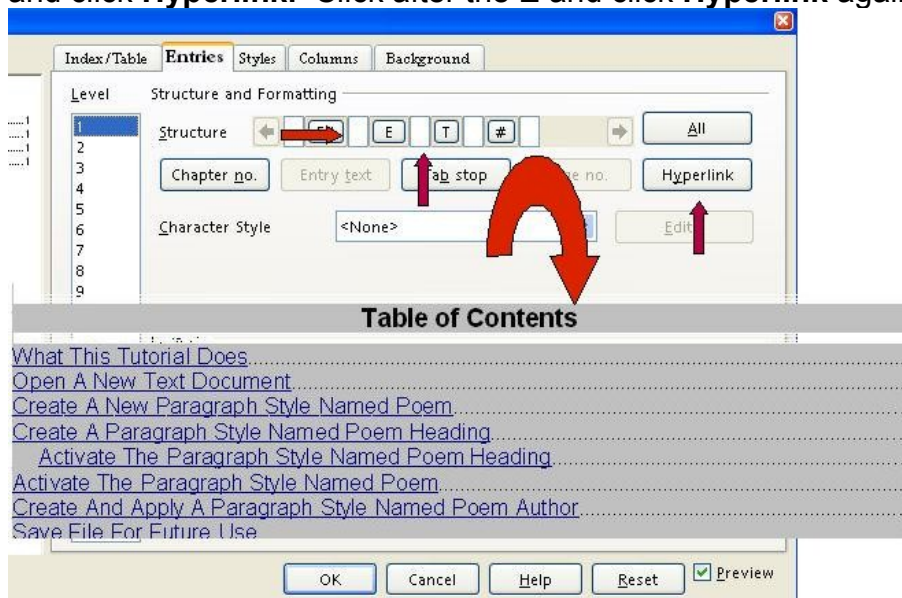 and click Hyperlink. Click after the E and click Hyperlink agai
Index/Table Entries Styles Columns Background
Level Structure and Formatting
1
Structure E T # All
2
3
Chapter no. Entry text Tab stop no. Hyperlink
4
5
6
Character Style <None> Edit
7
8
9
Table of Contents
What This Tutorial Does
Open A New Text Document
Create A New Paragraph Style Named Poem
Create A Paragraph Style Named Poem Heading
Activate The Paragraph Style Named Poem Heading
Activate The Paragraph Style Named Poem
Create And Apply A Paragraph Style Named Poem Author
Save File For Future Use
OK Cancel Help Reset Preview